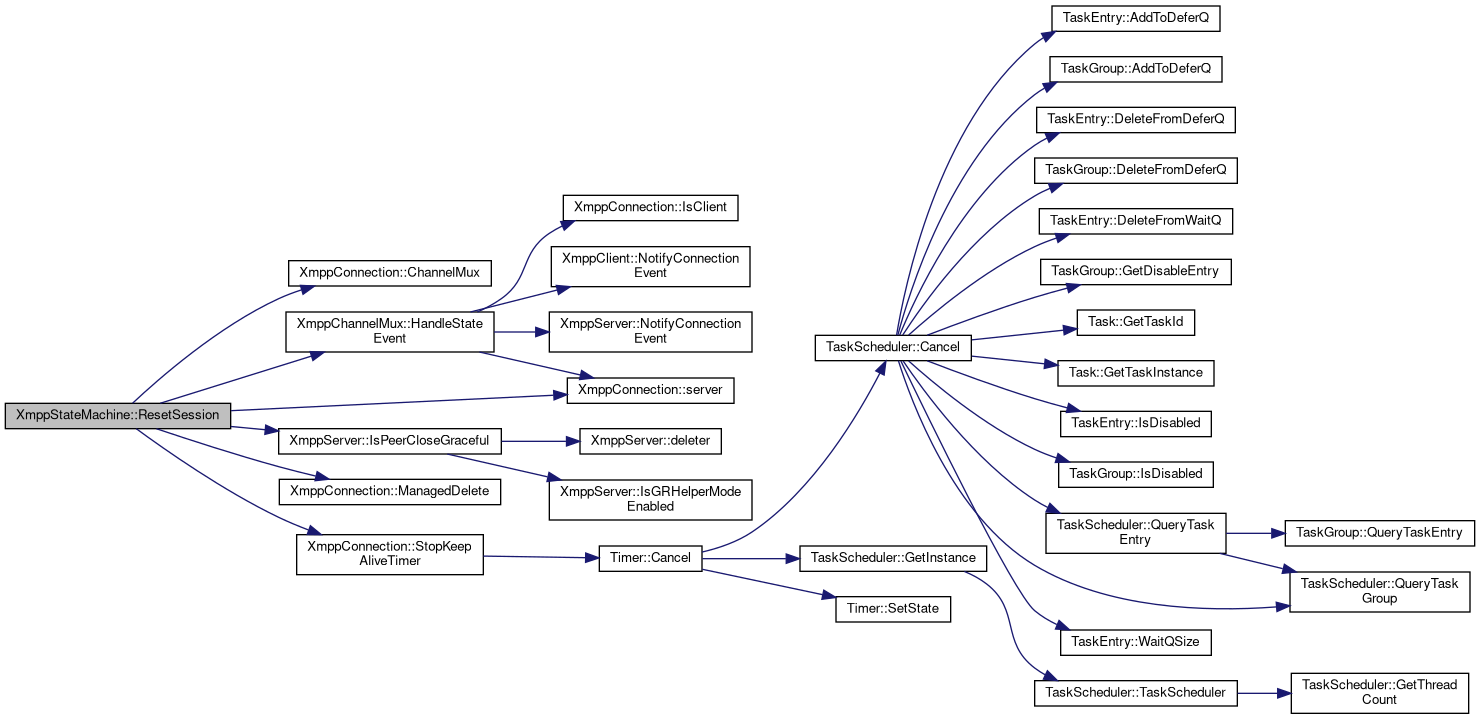 XmppStateMachine::ResetSession
XmppConnection::ChannelMux
XmppChannelMux::HandleState
Event
XmppServer::IsPeerCloseGraceful
XmppConnection::ManagedDelete
XmppConnection::StopKeep
AliveTimer
XmppConnection::IsClient
XmppClient::NotifyConnection
Event
XmppServer::NotifyConnection
Event
XmppConnection::server
XmppServer::deleter
XmppServer::IsGRHelperMode
Enabled
Timer::Cancel
TaskScheduler::Cancel
TaskScheduler::GetInstance
Timer::SetState
TaskEntry::AddToDeferQ
TaskGroup::AddToDeferQ
TaskEntry::DeleteFromDeferQ
TaskGroup::DeleteFromDeferQ
TaskEntry::DeleteFromWaitQ
TaskGroup::GetDisableEntry
Task::GetTaskId
Task::GetTaskInstance
TaskEntry::IsDisabled
TaskGroup::IsDisabled
TaskScheduler::QueryTask
Entry
TaskEntry::WaitQSize
TaskScheduler::TaskScheduler
TaskGroup::QueryTaskEntry
TaskScheduler::QueryTask
Group
TaskScheduler::GetThread
Count